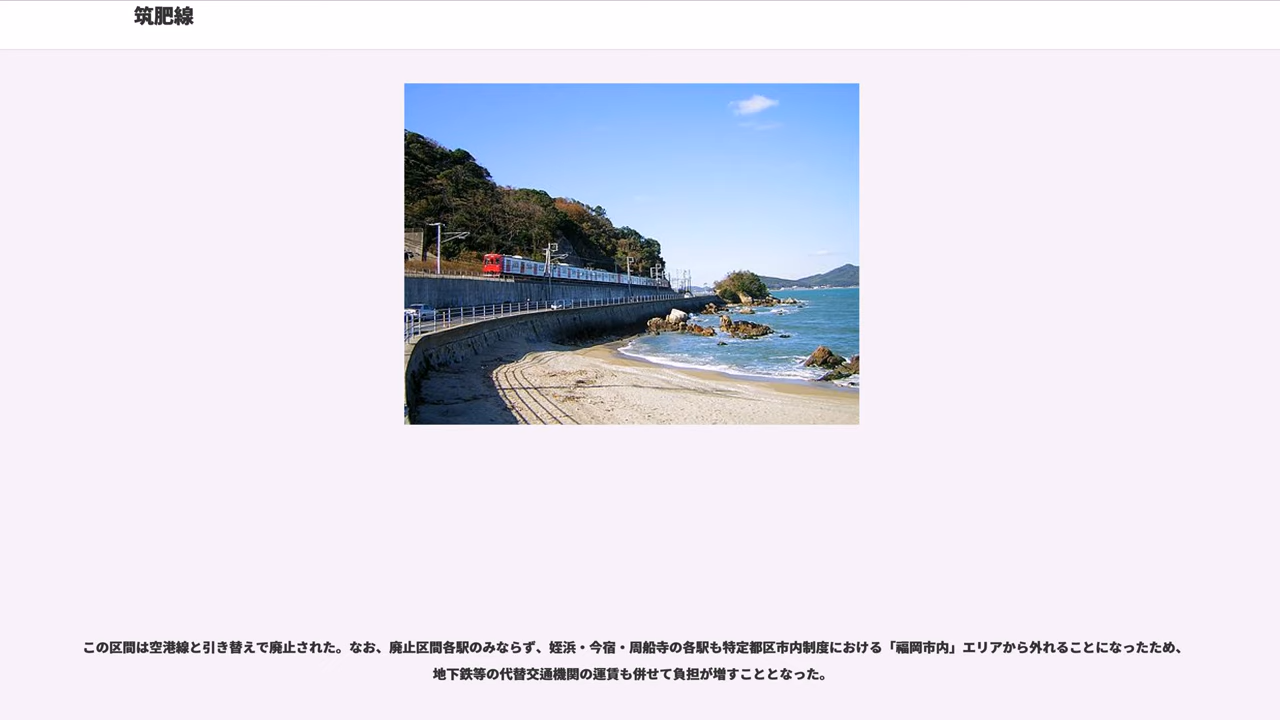 筑肥線
この区間は空港線と引き替えで廃止された。なお、廃止区間各駅のみならず、姪浜・今宿・周船寺の各駅も特定都区市内制度における「福岡市内」エリアから外れることになったため、
地下鉄等の代替交通機関の運賃も併せて負担が増すこととなった。